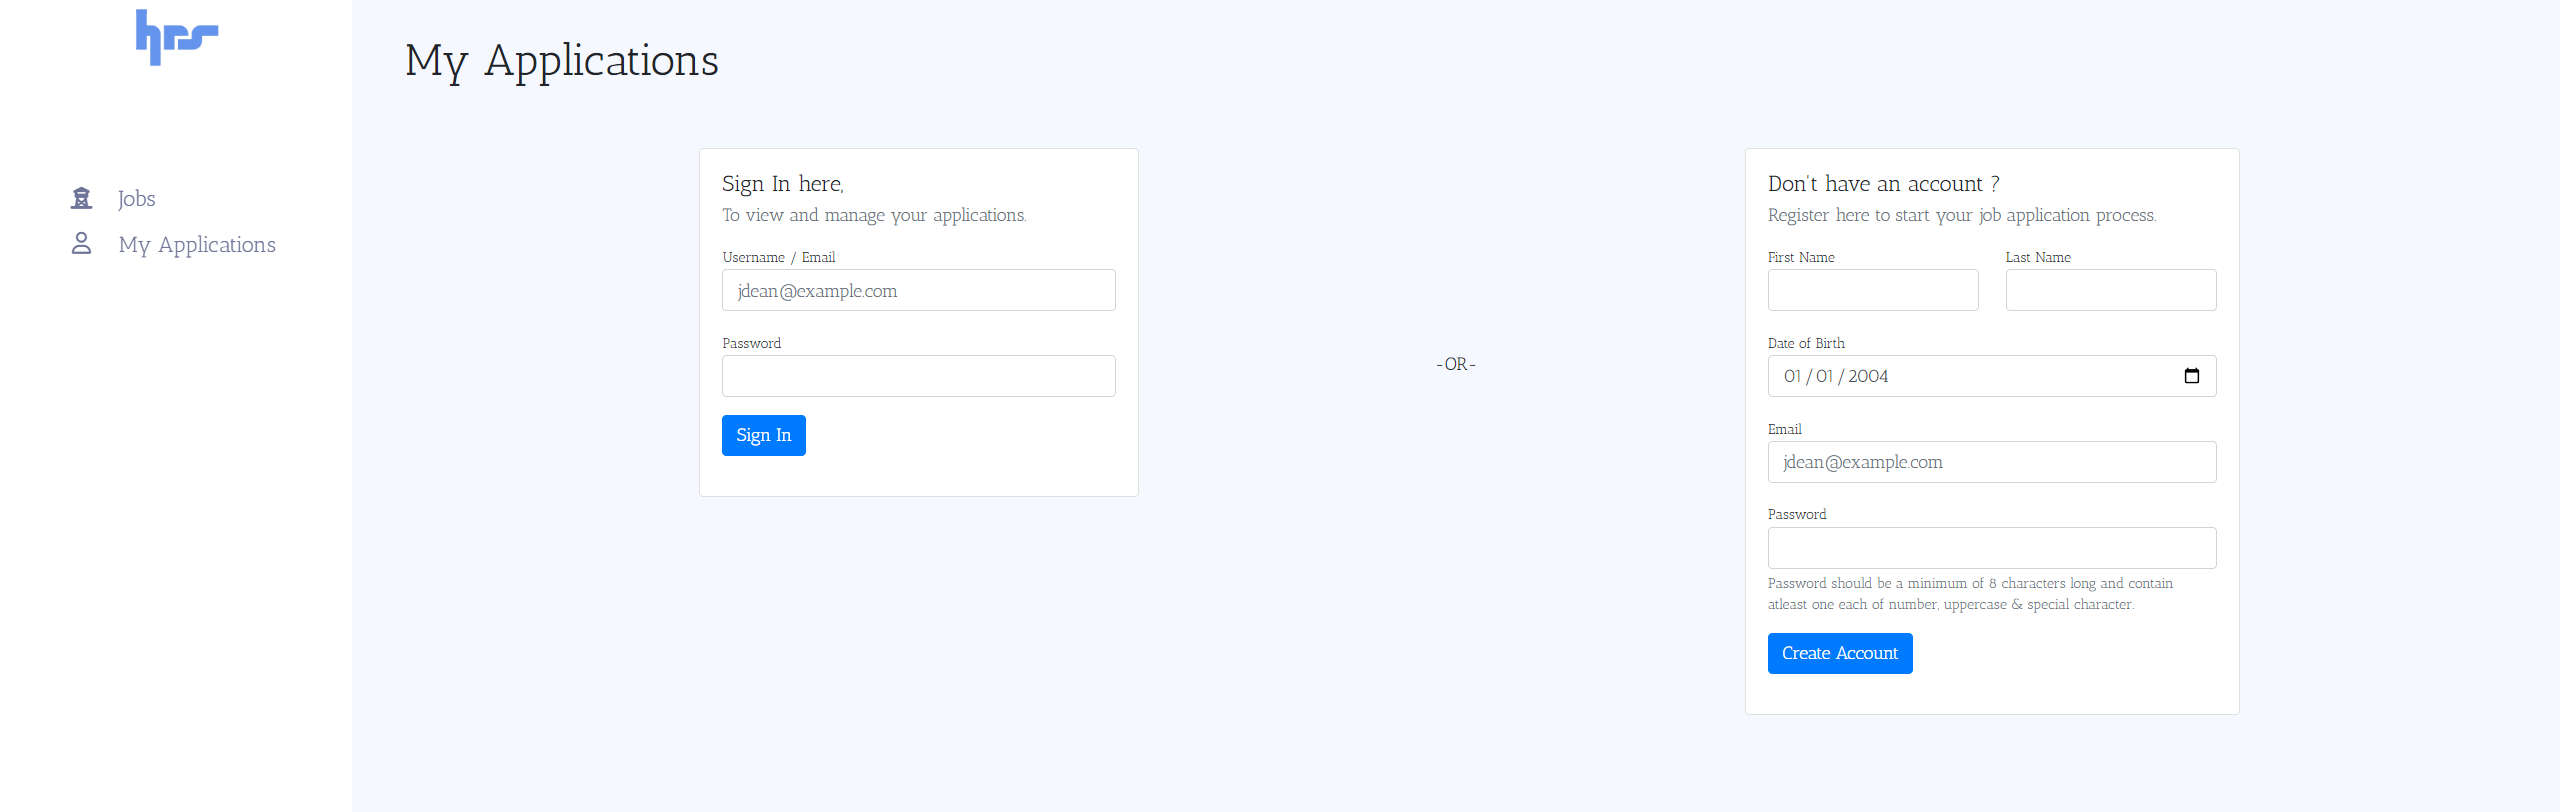 hrs
Jobs
My Applications
My Applications
Sign In here,
To view and manage your applications.
Username / Email
jdean@example.com
Password
Sign In
-OR-
Don't have an account ?
Register here to start your job application process.
First Name
Last Name
Date of Birth
01 / 01 / 2004
Email
jdean@example.com
Password
Password should be a minimum of 8 characters long and contain
atleast one each of number, uppercase & special character.
Create Account